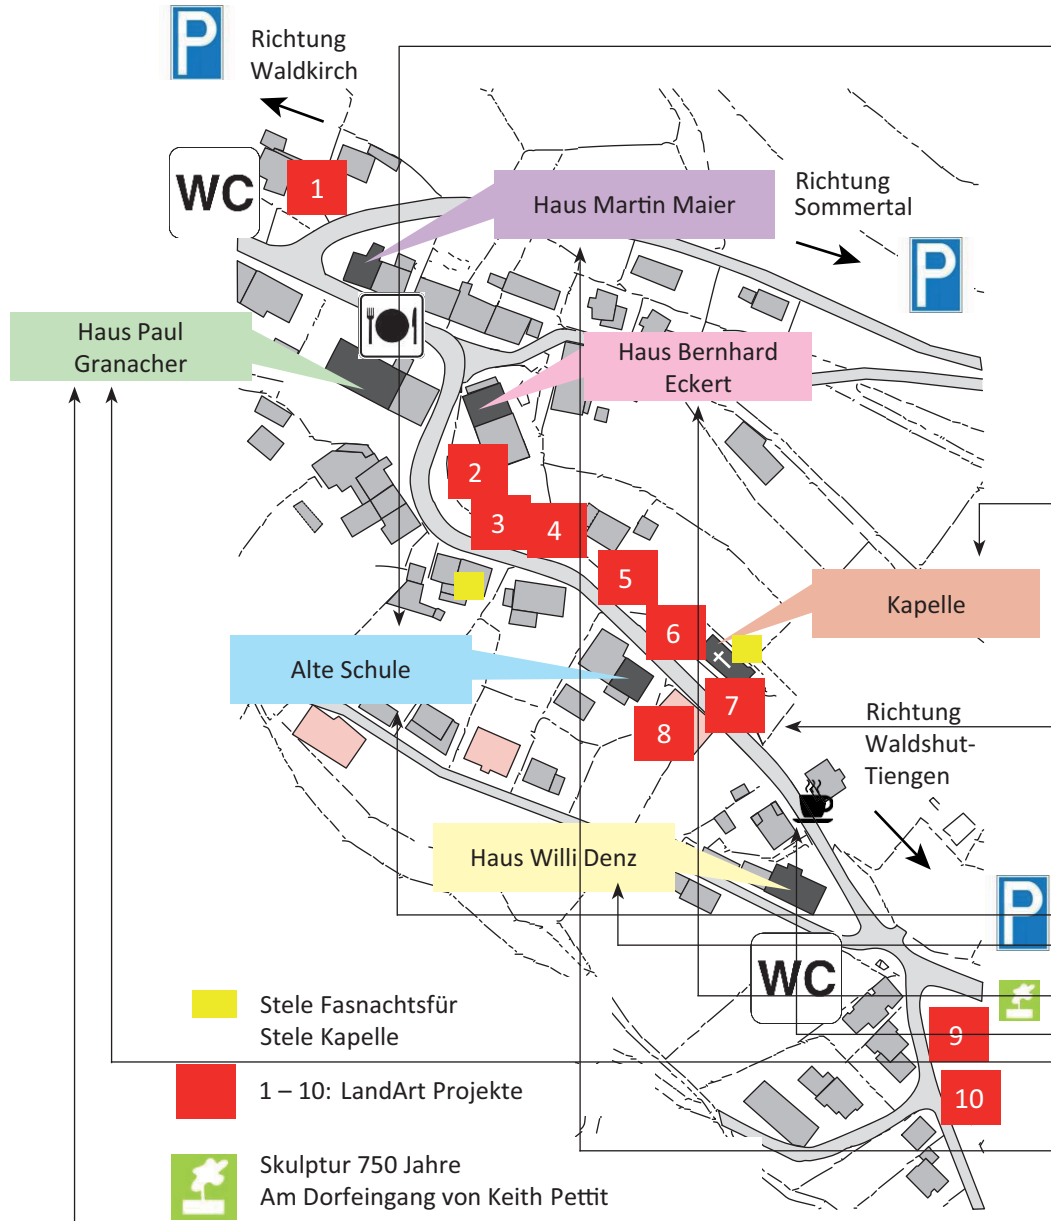 P
Richtung
Waldkirch
WC
1
Haus Martin Maier
Richtung
Sommertal
P
Haus Paul
Granacher
Haus Bernhard
Eckert
2
3
4
5
6
Kapelle
Alte Schule
7
8
Richtung
Waldshut-
Tiengen
Haus Willi Denz
P
WC
Stele Fasnachtsfür
Stele Kapelle
9
1 – 10: LandArt Projekte
10
Skulptur 750 Jahre
Am Dorfeingang von Keith Pettit